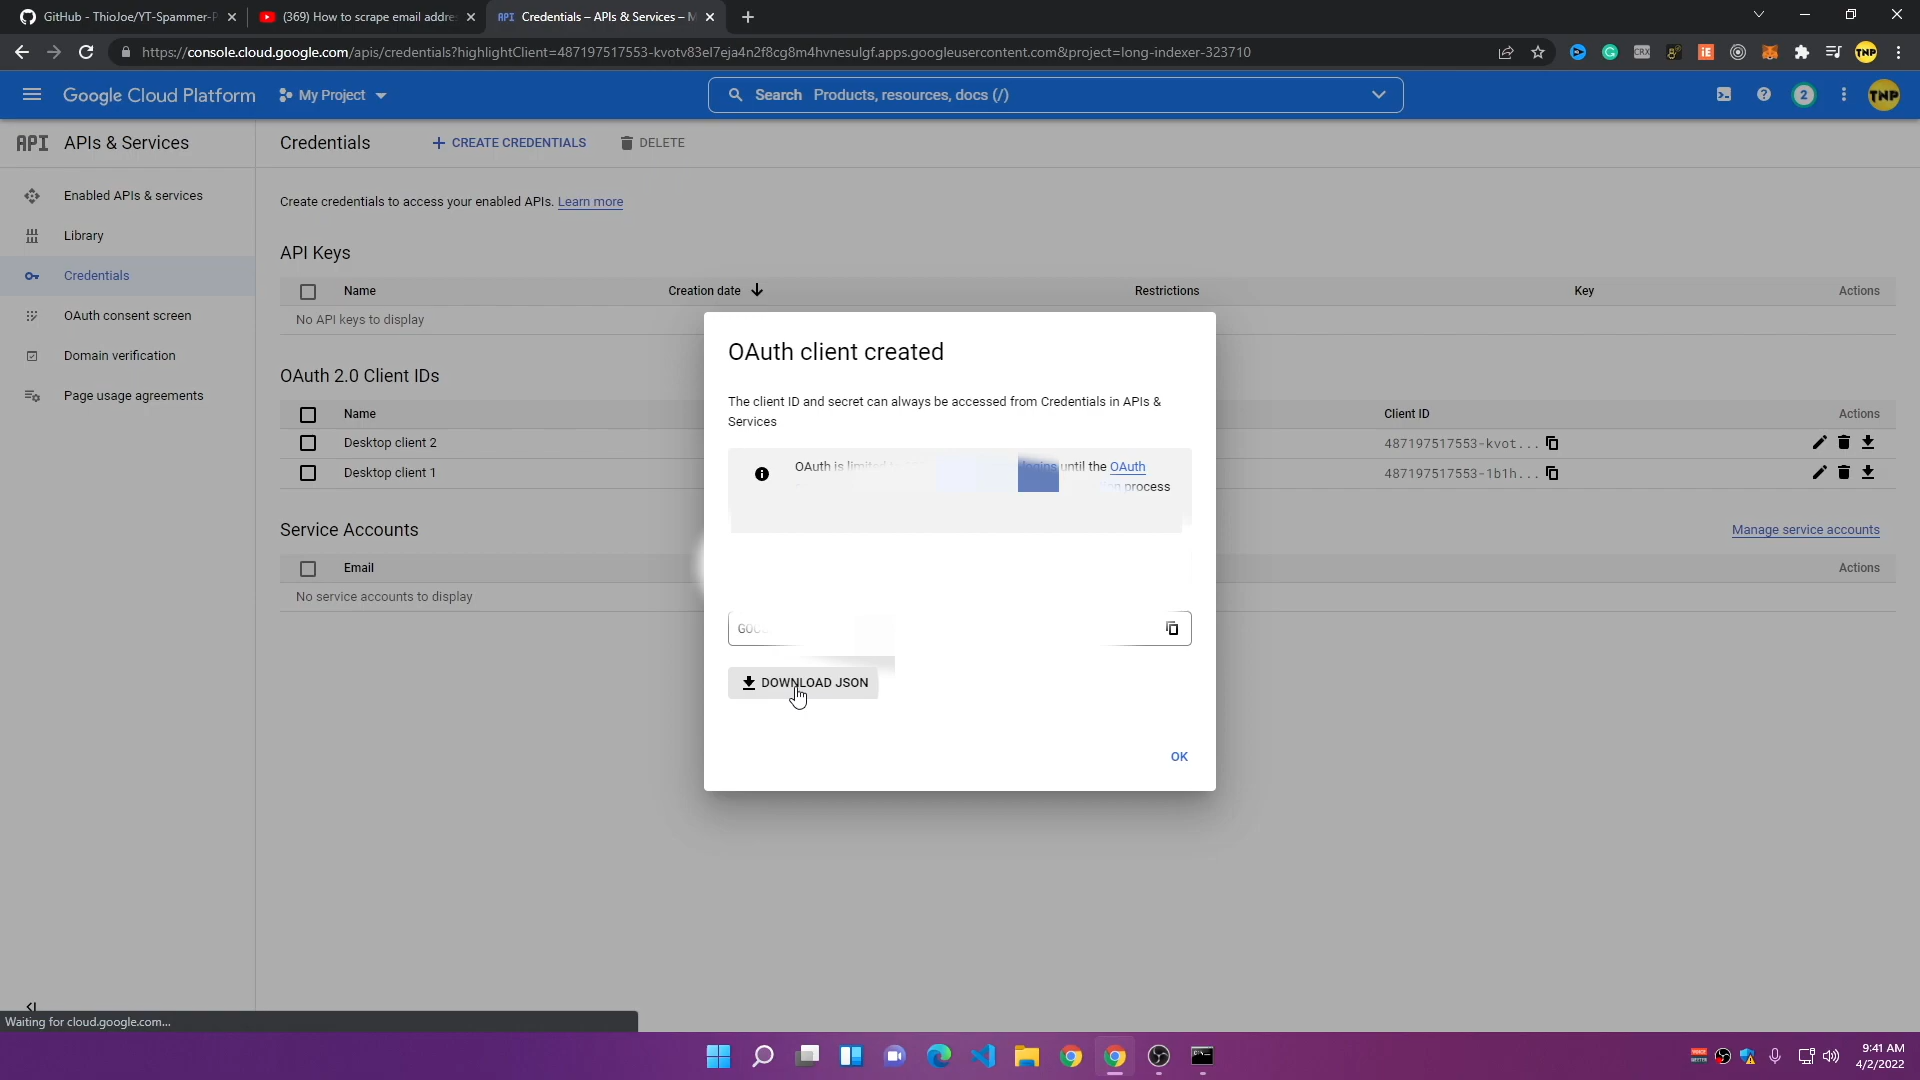 GitHub - ThioJoe/YT-Spammer-P
(369) How to scrape email addre
API Credentials – APIs & Services – M
https://console.cloud.google.com/apis/credentials?highlightClient=487197517553-kvotv83el7eja4n2f8cg8m4hvnesulgf.apps.googleusercontent.com&project=long-indexer-323710
CRX
iE
TNP
Google Cloud Platform
My Project
Search Products, resources, docs (/)
2
TNP
API APIs & Services
Credentials
+ CREATE CREDENTIALS
DELETE
Enabled APIs & services
Library
Credentials
OAuth consent screen
Domain verification
Page usage agreements
Create credentials to access your enabled APIs. Learn more
API Keys
Name Creation date Restrictions Key Actions
No API keys to display
OAuth 2.0 Client IDs
Name Client ID Actions
Desktop client 2 487197517553-kvot...
Desktop client 1 487197517553-1b1h...
Service Accounts
Manage service accounts
Email Actions
No service accounts to display
OAuth client created
The client ID and secret can always be accessed from Credentials in APIs &
Services
OAuth is until the OAuth
process
DOWNLOAD JSON
OK
Waiting for cloud.google.com...
9:41 AM
4/2/2022